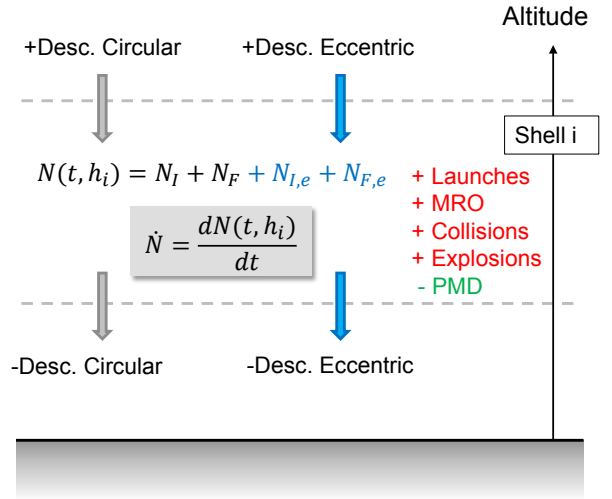 Altitude
+Desc. Circular
+Desc. Eccentric
Shell i
N(t, h_i) = N_I + N_F + N_{I,e} + N_{F,e}
+ Launches
+ MRO
+ Collisions
+ Explosions
- PMD
Ṅ = dN(t, h_i) / dt
-Desc. Circular
-Desc. Eccentric